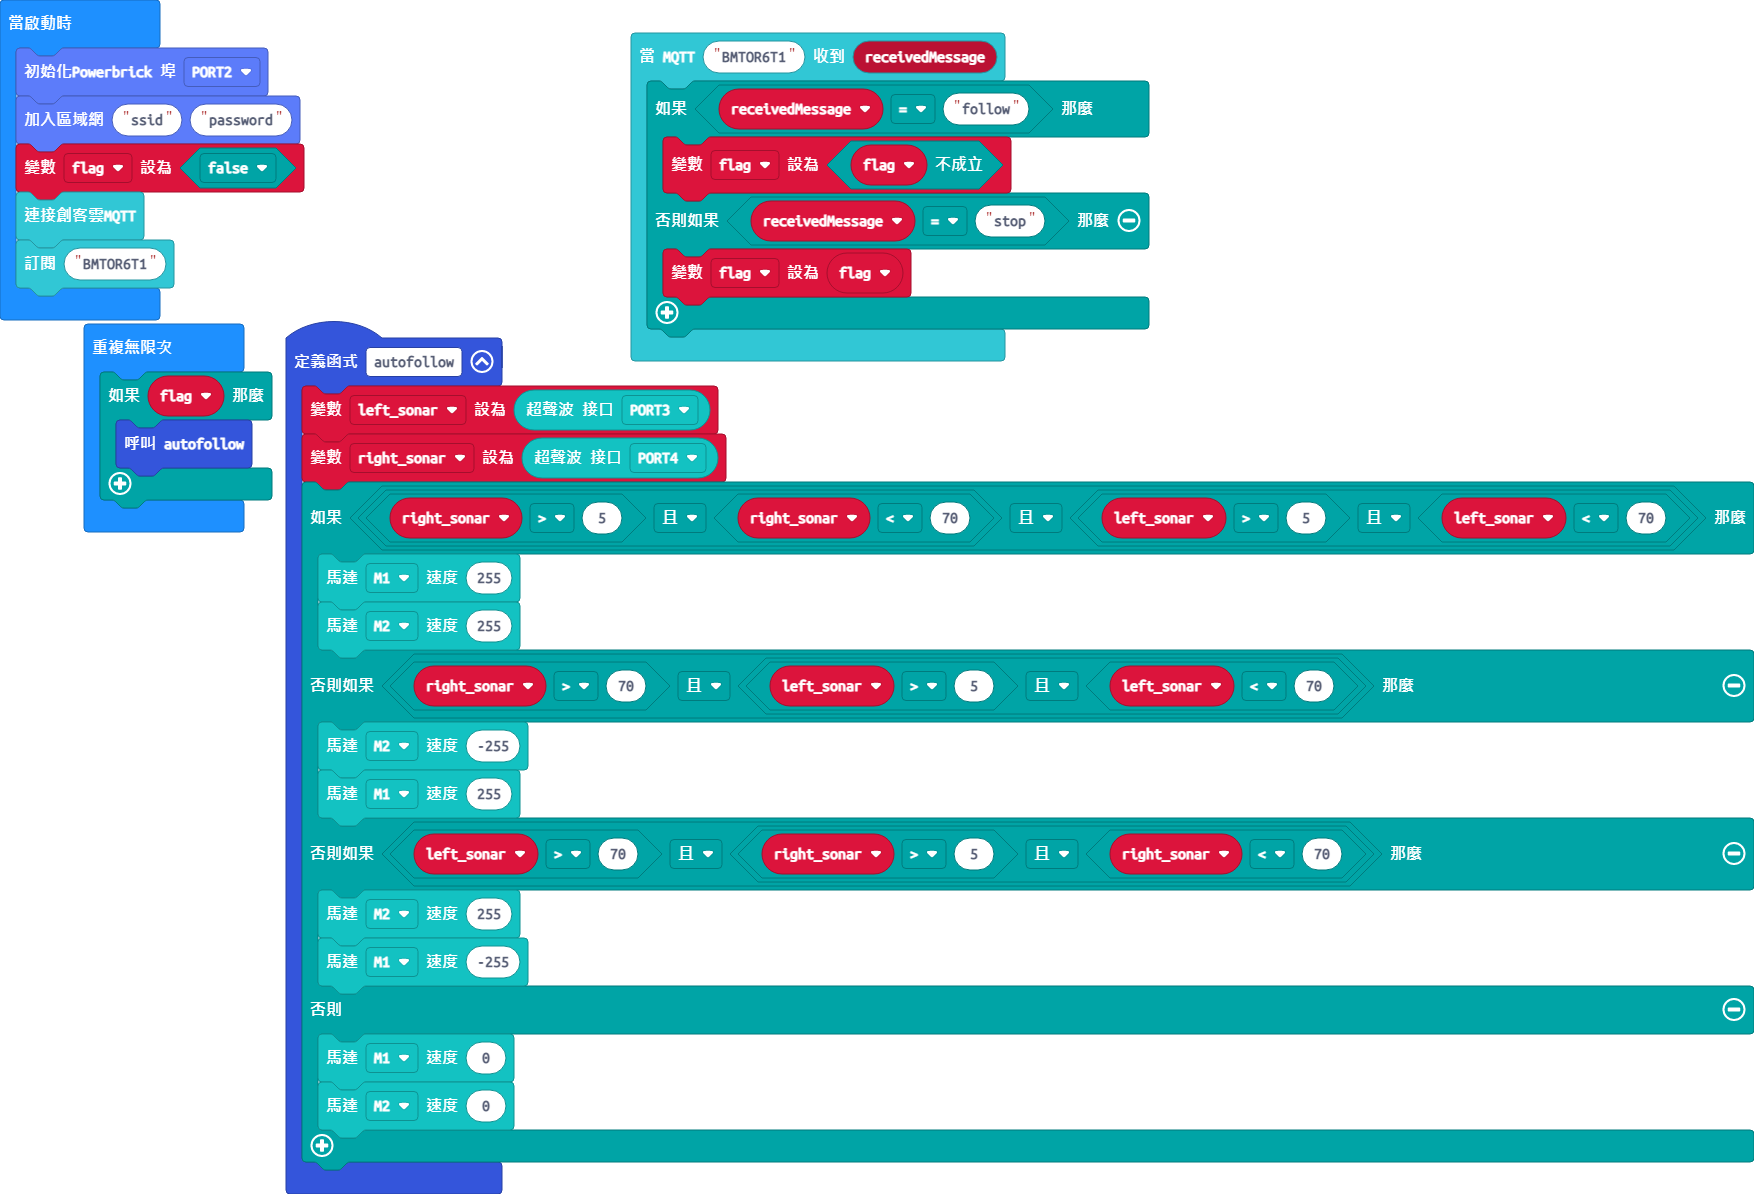 當啟動時
初始化Powerbrick 埠 PORT2
加入區域網 "ssid" "password"
變數 flag 設為 false
連接創客雲MQTT
訂閱 "BMTOR6T1"
當 MQTT "BMTOR6T1" 收到 receivedMessage
如果 receivedMessage = "follow" 那麼
變數 flag 設為 flag 不成立
否則如果 receivedMessage = "stop" 那麼
變數 flag 設為 flag
重複無限次
如果 flag 那麼
呼叫 autofollow
定義函式 autofollow
變數 left_sonar 設為 超聲波 接口 PORT3
變數 right_sonar 設為 超聲波 接口 PORT4
如果 right_sonar > 5 且 right_sonar < 70 且 left_sonar > 5 且 left_sonar < 70 那麼
馬達 M1 速度 255
馬達 M2 速度 255
否則如果 right_sonar > 70 且 left_sonar > 5 且 left_sonar < 70 那麼
馬達 M2 速度 -255
馬達 M1 速度 255
否則如果 left_sonar > 70 且 right_sonar > 5 且 right_sonar < 70 那麼
馬達 M2 速度 255
馬達 M1 速度 -255
否則
馬達 M1 速度 0
馬達 M2 速度 0